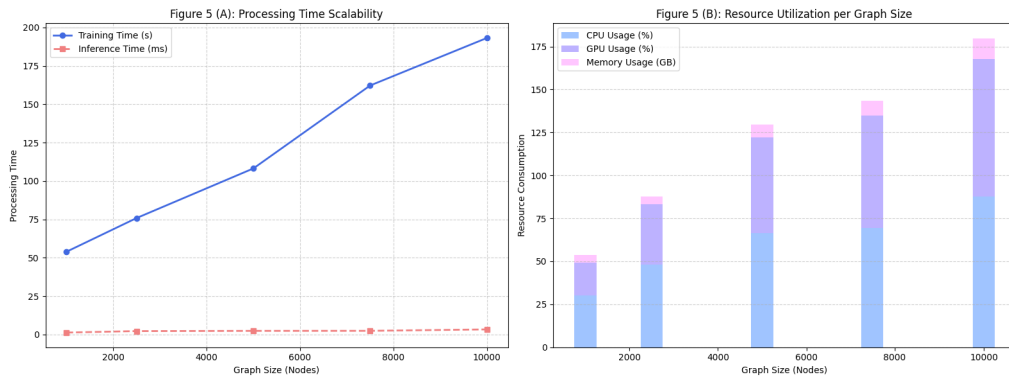 Figure 5 (A): Processing Time Scalability
Training Time (s)
Inference Time (ms)
200
175
150
125
100
75
50
25
0
Processing Time
2000
4000
6000
8000
10000
Graph Size (Nodes)
Figure 5 (B): Resource Utilization per Graph Size
CPU Usage (%)
GPU Usage (%)
Memory Usage (GB)
175
150
125
100
75
50
25
0
Resource Consumption
2000
4000
6000
8000
10000
Graph Size (Nodes)